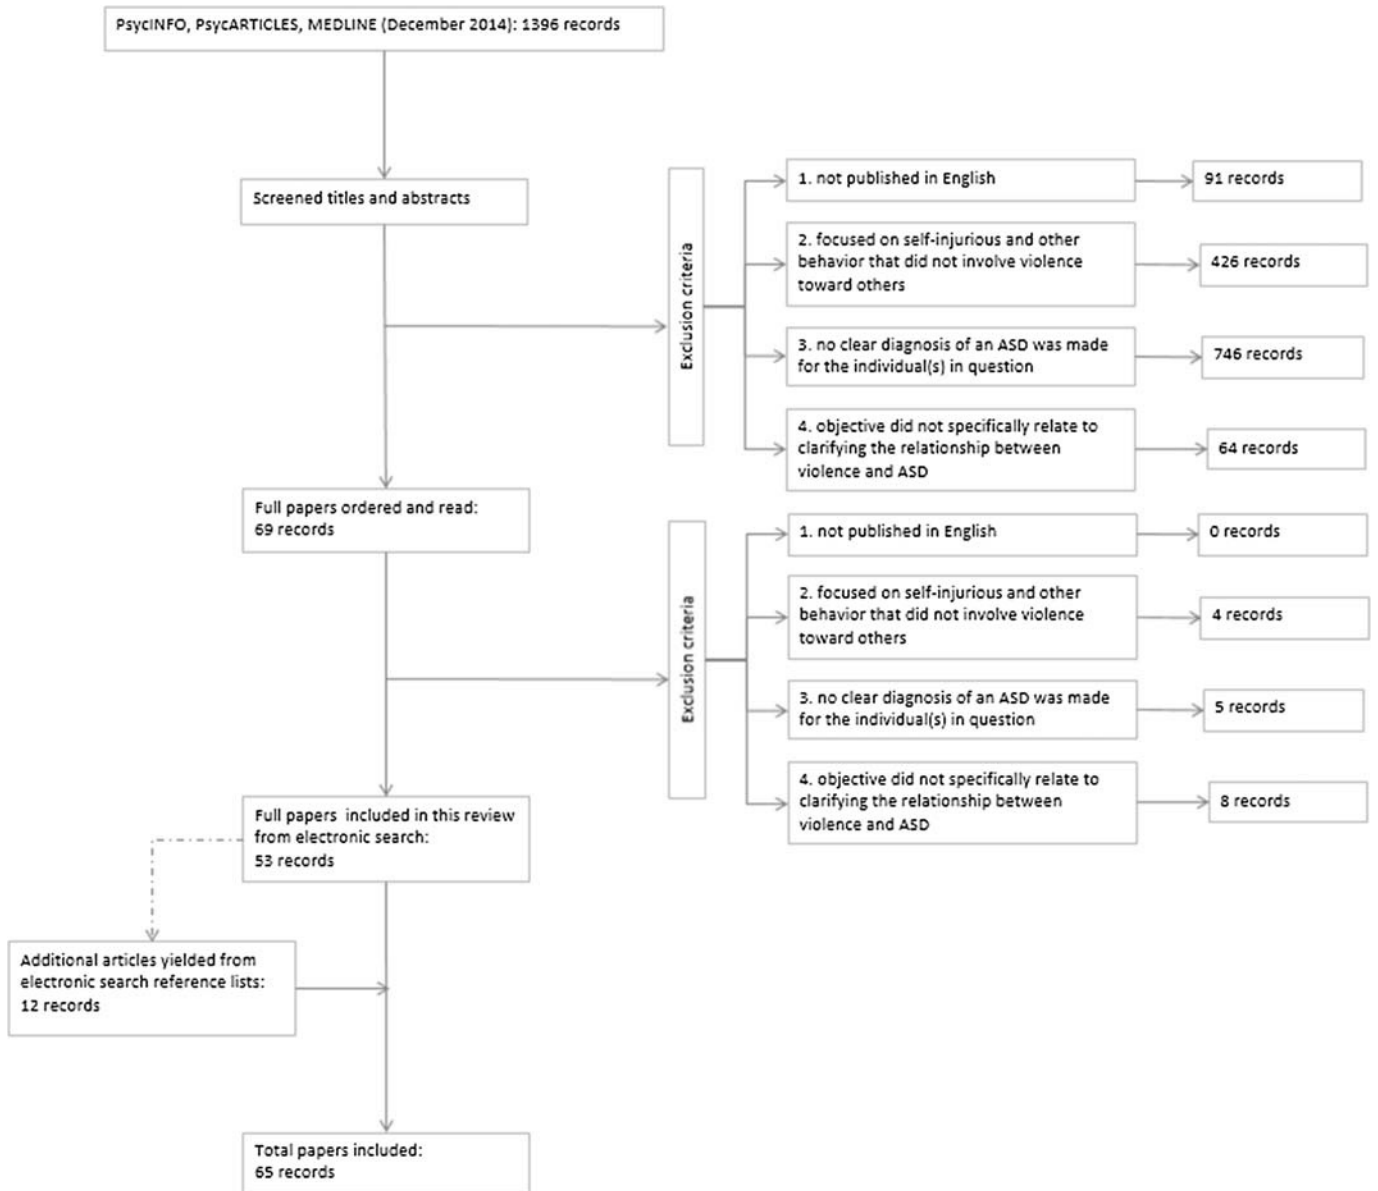 PsycINFO, PsycARTICLES, MEDLINE (December 2014): 1396 records
Screened titles and abstracts
Exclusion criteria
1. not published in English
91 records
2. focused on self-injurious and other
behavior that did not involve violence
toward others
426 records
3. no clear diagnosis of an ASD was made
for the individual(s) in question
746 records
4. objective did not specifically relate to
clarifying the relationship between
violence and ASD
64 records
Full papers ordered and read:
69 records
Exclusion criteria
1. not published in English
0 records
2. focused on self-injurious and other
behavior that did not involve violence
toward others
4 records
3. no clear diagnosis of an ASD was made
for the individual(s) in question
5 records
4. objective did not specifically relate to
clarifying the relationship between
violence and ASD
8 records
Full papers included in this review
from electronic search:
53 records
Additional articles yielded from
electronic search reference lists:
12 records
Total papers included:
65 records